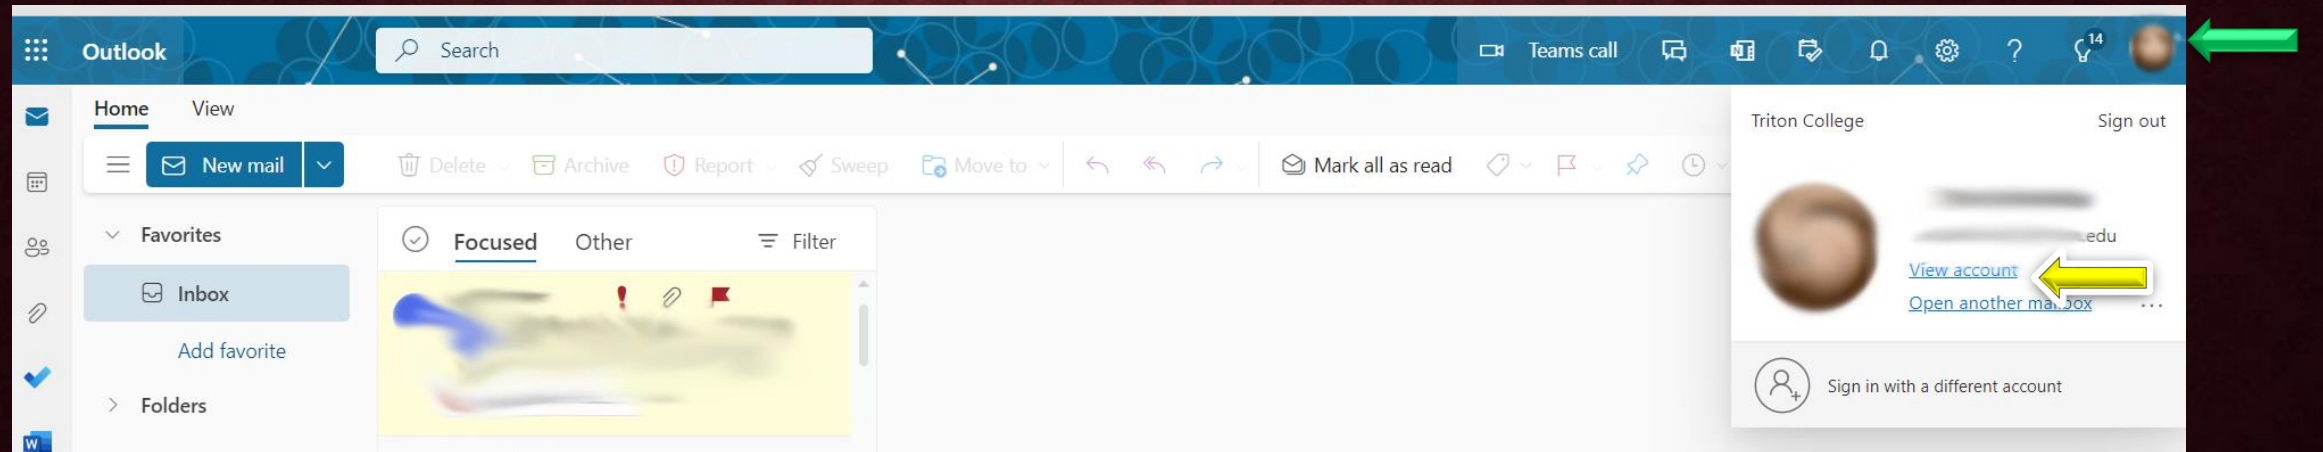 Outlook
Search
Teams call
14
Home View
New mail Delete Archive Report Sweep Move to Mark all as read
Triton College Sign out
Favorites
Focused Other Filter
.edu
View account
Inbox
Open another mailbox
Add favorite
Sign in with a different account
Folders
W